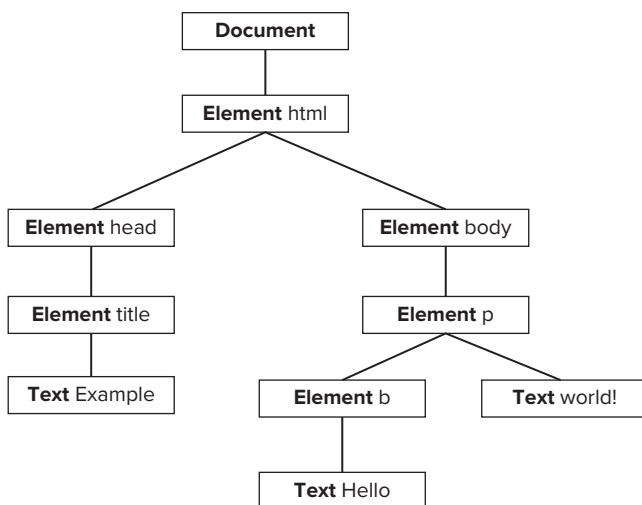 Document
Element html
Element head
Element body
Element title
Element p
Text Example
Element b
Text world!
Text Hello